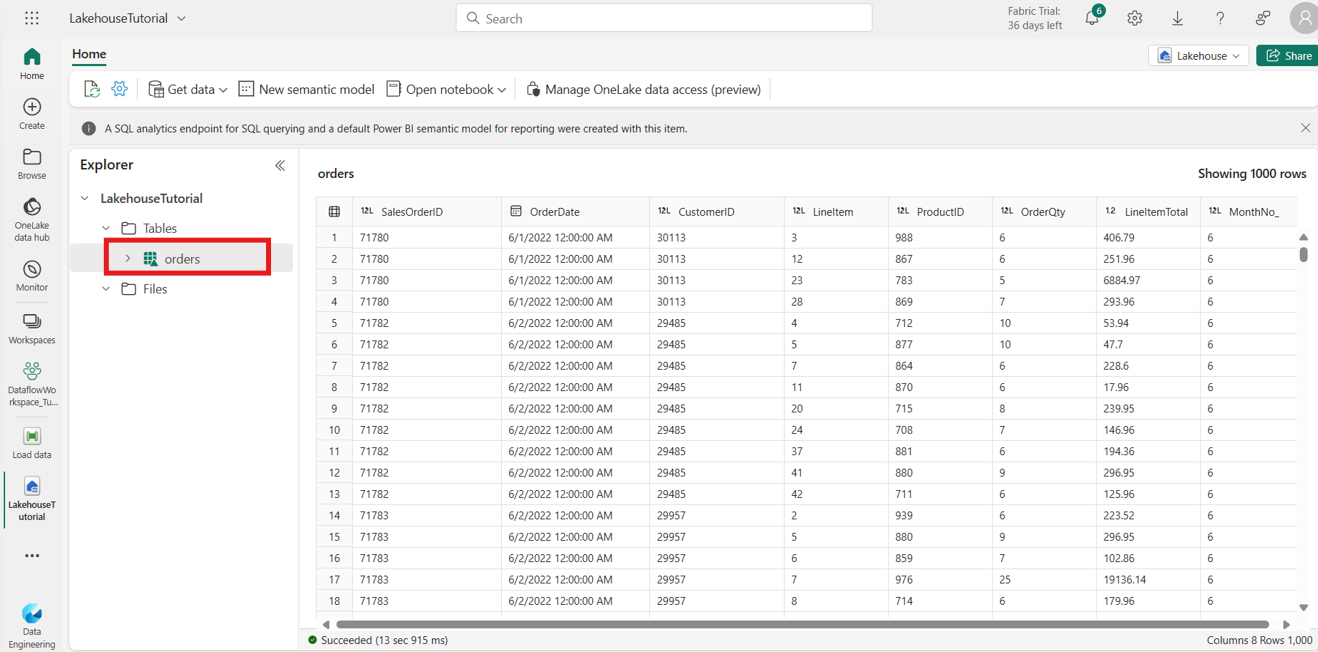 LakehouseTutorial
Search
Fabric Trial:
36 days left
6
Home
Create
Browse
OneLake
data hub
Monitor
Workspaces
DataflowWo
rkspace_Tu...
Load data
LakehouseT
utorial
Data
Engineering
Home
Lakehouse
Share
Get data
New semantic model
Open notebook
Manage OneLake data access (preview)
A SQL analytics endpoint for SQL querying and a default Power BI semantic model for reporting were created with this item.
Explorer
LakehouseTutorial
Tables
orders
Files
orders
Showing 1000 rows
12L SalesOrderID OrderDate 12L CustomerID 12L LineItem 12L ProductID 12L OrderQty 1.2 LineItemTotal 12L MonthNo_
1 71780 6/1/2022 12:00:00 AM 30113 3 988 6 406.79 6
2 71780 6/1/2022 12:00:00 AM 30113 12 867 6 251.96 6
3 71780 6/1/2022 12:00:00 AM 30113 23 783 5 6884.97 6
4 71780 6/1/2022 12:00:00 AM 30113 28 869 7 293.96 6
5 71782 6/2/2022 12:00:00 AM 29485 4 712 10 53.94 6
6 71782 6/2/2022 12:00:00 AM 29485 5 877 10 47.7 6
7 71782 6/2/2022 12:00:00 AM 29485 7 864 6 228.6 6
8 71782 6/2/2022 12:00:00 AM 29485 11 870 6 17.96 6
9 71782 6/2/2022 12:00:00 AM 29485 20 715 8 239.95 6
10 71782 6/2/2022 12:00:00 AM 29485 24 708 7 146.96 6
11 71782 6/2/2022 12:00:00 AM 29485 37 881 6 194.36 6
12 71782 6/2/2022 12:00:00 AM 29485 41 880 9 296.95 6
13 71782 6/2/2022 12:00:00 AM 29485 42 711 6 125.96 6
14 71783 6/2/2022 12:00:00 AM 29957 2 939 6 223.52 6
15 71783 6/2/2022 12:00:00 AM 29957 5 880 9 296.95 6
16 71783 6/2/2022 12:00:00 AM 29957 6 859 7 102.86 6
17 71783 6/2/2022 12:00:00 AM 29957 7 976 25 19136.14 6
18 71783 6/2/2022 12:00:00 AM 29957 8 714 6 179.96 6
Succeeded (13 sec 915 ms)
Columns 8 Rows 1,000